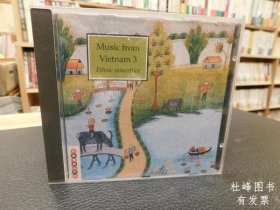 Music from
Vietnam 3
Ethnic minorities
杜峰图书
有发票